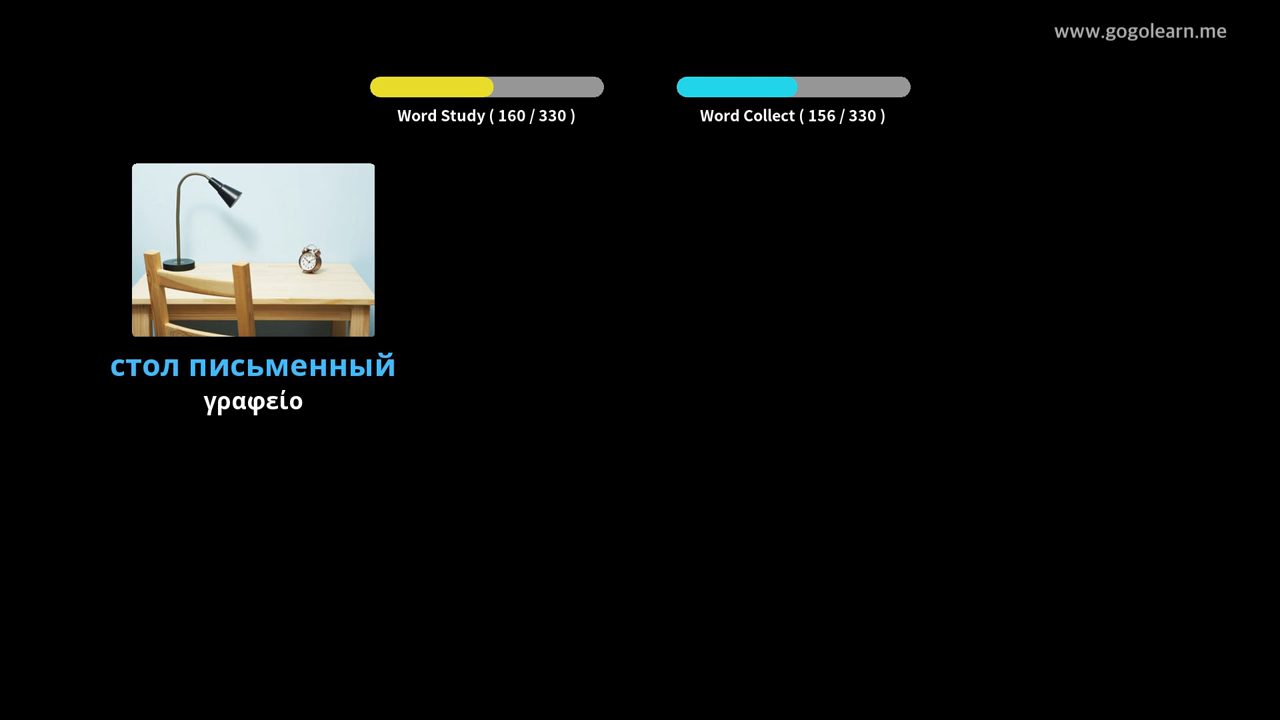 www.gogolearn.me
Word Study ( 160 / 330 )
Word Collect ( 156 / 330 )
стол письменный
γραφείο